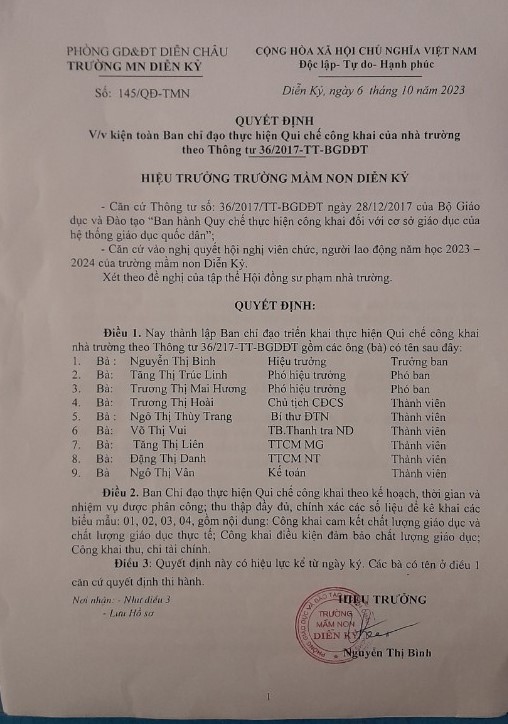 PHÒNG GD&ĐT DIỄN CHÂU
TRƯỜNG MN DIỄN KỶ
CỘNG HÒA XÃ HỘI CHỦ NGHĨA VIỆT NAM
Độc lập- Tự do- Hạnh phúc
Số: 145/QĐ-TMN
Diễn Kỷ, ngày 6 tháng 10 năm 2023
QUYẾT ĐỊNH
V/v kiện toàn Ban chỉ đạo thực hiện Qui chế công khai của nhà trường
theo Thông tư 36/2017-TT-BGDĐT
HIỆU TRƯỞNG TRƯỜNG MẦM NON DIỄN KỶ
- Căn cứ Thông tư số: 36/2017/TT-BGDĐT ngày 28/12/2017 của Bộ Giáo
dục và Đào tạo "Ban hành Quy chế thực hiện công khai đối với cơ sở giáo dục của
hệ thống giáo dục quốc dân";
- Căn cứ vào nghị quyết hội nghị viên chức, người lao động năm học 2023 –
2024 của trường mầm non Diễn Kỷ.
Xét theo đề nghị của tập thể Hội đồng sư phạm nhà trường.
QUYẾT ĐỊNH:
Điều 1. Nay thành lập Ban chỉ đạo triển khai thực hiện Qui chế công khai
nhà trường theo Thông tư 36/217-TT-BGDĐT gồm các ông (bà) có tên sau đây:
1. Bà : Nguyễn Thị Bình Hiệu trưởng Trưởng ban
2. Bà: Tăng Thị Trúc Linh Phó hiệu trưởng Phó ban
3. Bà: Trương Thị Mai Hương Phó hiệu trưởng Phó ban
4. Bà: Trương Thị Hoài Chủ tịch CĐCS Thành viên
5. Bà : Ngô Thị Thùy Trang Bí thư ĐTN Thành viên
6 Bà: Võ Thị Vui TB.Thanh tra ND Thành viên
7. Bà: Tăng Thị Liên TTCM MG Thành viên
8. Bà: Đặng Thị Danh TTCM NT Thành viên
9. Bà Ngô Thị Vân Kế toán Thành viên
Điều 2. Ban Chỉ đạo thực hiện Qui chế công khai theo kế hoạch, thời gian và
nhiệm vụ được phân công; thu thập đầy đủ, chính xác các số liệu để kê khai các
biểu mẫu: 01, 02, 03, 04, gồm nội dung: Công khai cam kết chất lượng giáo dục và
chất lượng giáo dục thực tế; Công khai điều kiện đảm bảo chất lượng giáo dục;
Công khai thu, chi tài chính.
Điều 3: Quyết định này có hiệu lực kể từ ngày ký. Các bà có tên ở điều 1
căn cứ quyết định thi hành.
Nơi nhận: - Như điều 3
- Lưu Hồ sơ
HIỆU TRƯỞNG
TRƯỜNG
MẦM NON
DIỄN KỶ
Nguyễn Thị Bình
1